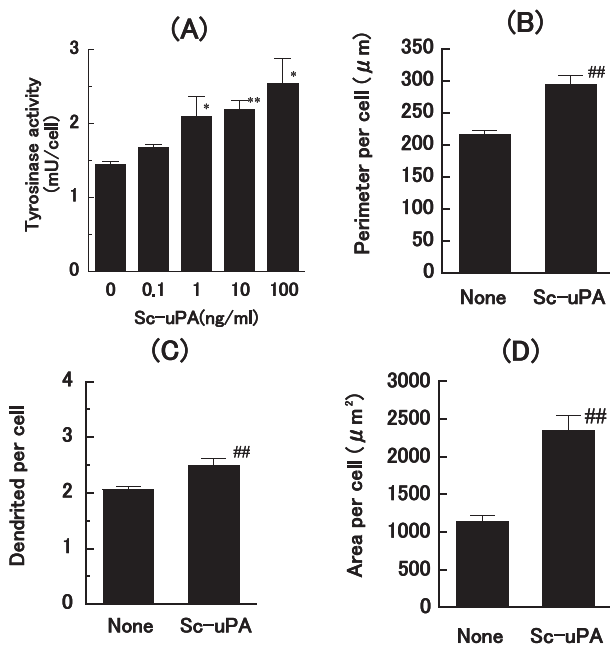 (A)
Tyrosinase activity
(mU/cell)
3
2
1
0
*
**
*
0 0.1 1 10 100
Sc-uPA(ng/ml)
(B)
Perimeter per cell ( μm)
350
300
250
200
150
100
50
0
##
None Sc-uPA
(C)
Dendrited per cell
4
3
2
1
0
##
None Sc-uPA
(D)
Area per cell ( μm²)
3000
2500
2000
1500
1000
500
0
##
None Sc-uPA